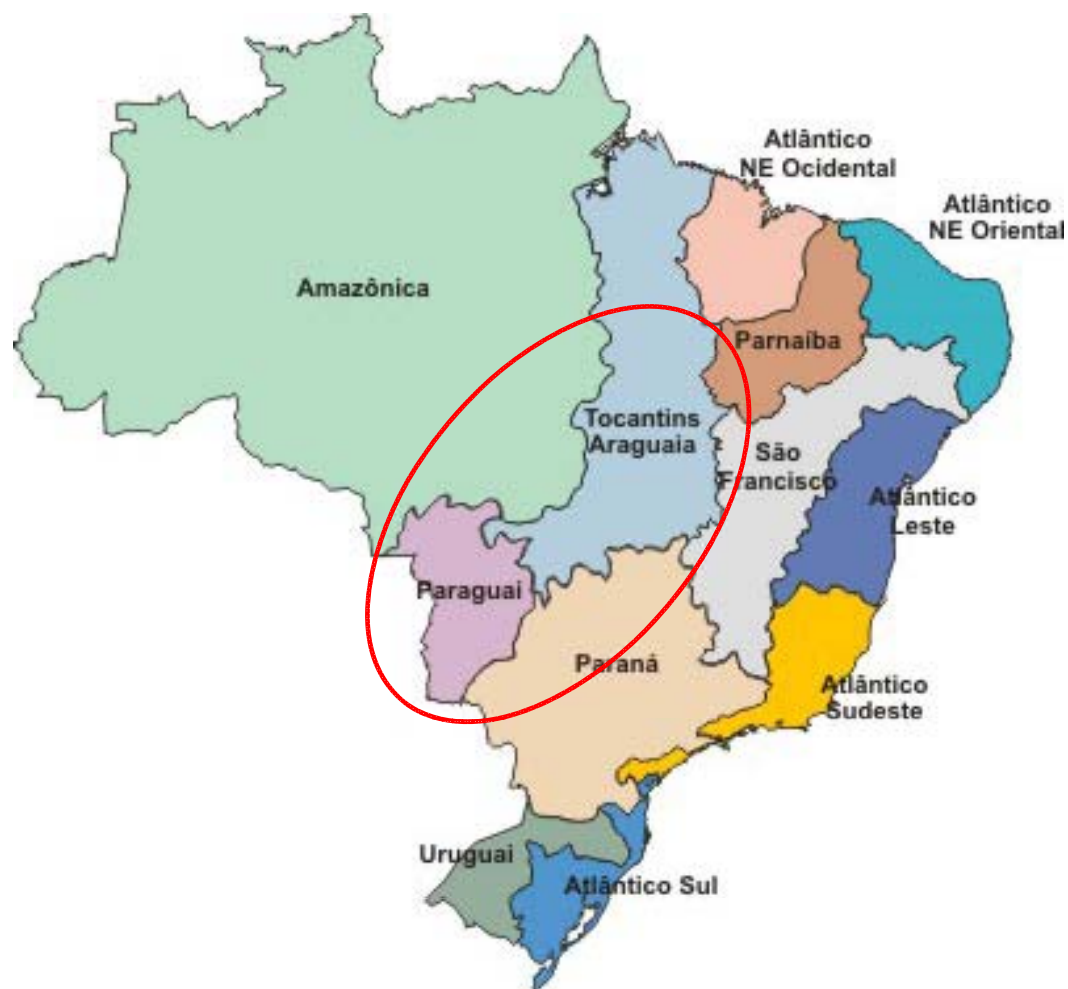 Atlântico
NE Ocidental
Atlântico
NE Oriental
Amazônica
Parnaíba
Tocantins
Araguaia
São
Francisco
Atlântico
Leste
Paraguai
Paraná
Atlântico
Sudeste
Uruguai
Atlântico Sul